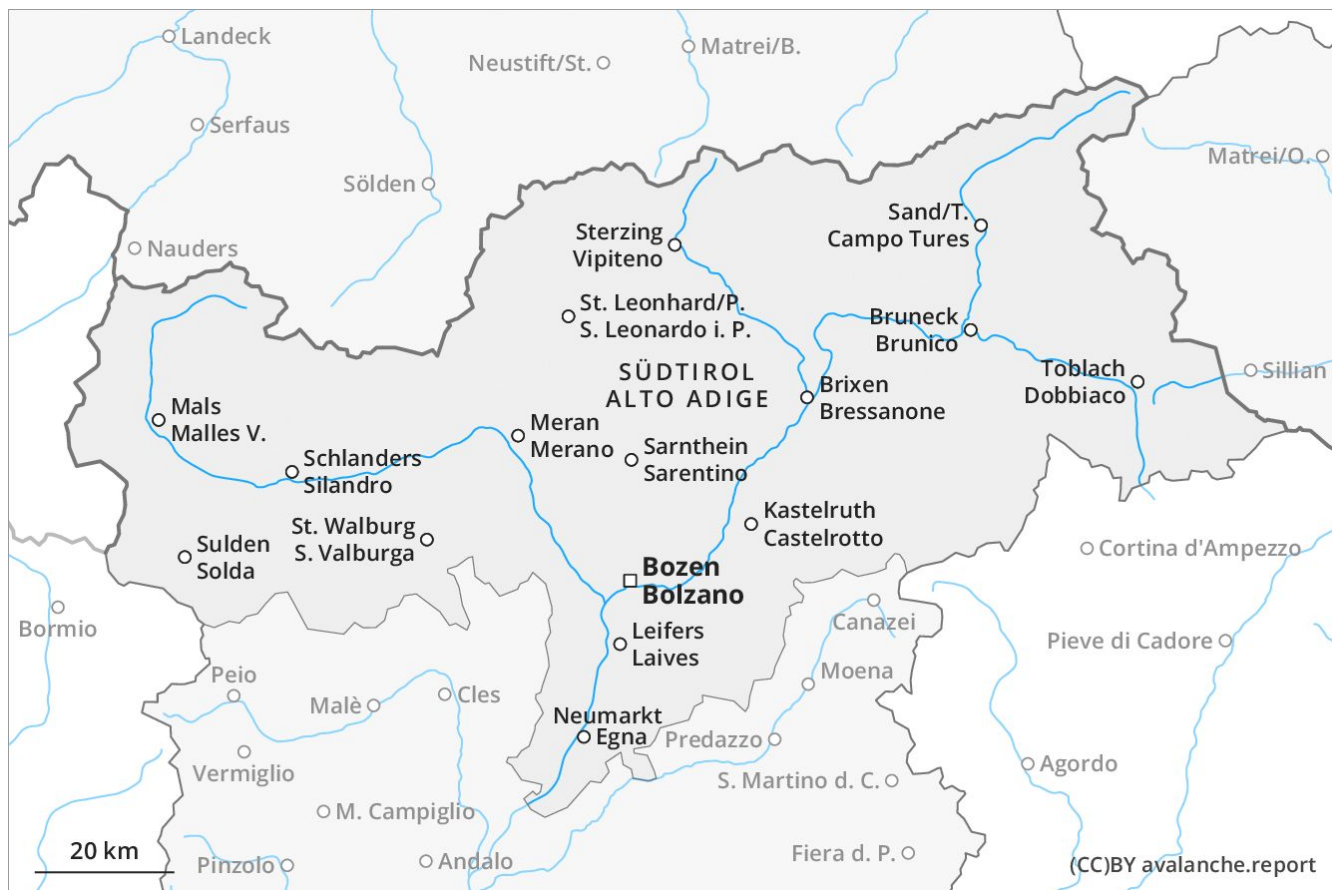 Landeck
Matrei/B.
Neustift/St.
Serfaus
Matrei/O.
Sölden
Sand/T.
Campo Tures
Sterzing
Vipiteno
Nauders
St. Leonhard/P.
S. Leonardo i. P.
Bruneck
Brunico
SÜDTIROL
ALTO ADIGE
Toblach
Dobbiaco
Sillian
Brixen
Bressanone
Mals
Malles V.
Meran
Merano
Sarnthein
Sarentino
Schlanders
Silandro
Kastelruth
Castelrotto
St. Walburg
S. Valburga
Sulden
Solda
Cortina d'Ampezzo
Bozen
Bolzano
Bormio
Canazei
Leifers
Laives
Pieve di Cadore
Peio
Moena
Malè
Cles
Neumarkt
Egna
Predazzo
Vermiglio
Agordo
S. Martino d. C.
M. Campiglio
20 km
Pinzolo
Andalo
Fiera d. P.
(CC)BY avalanche.report